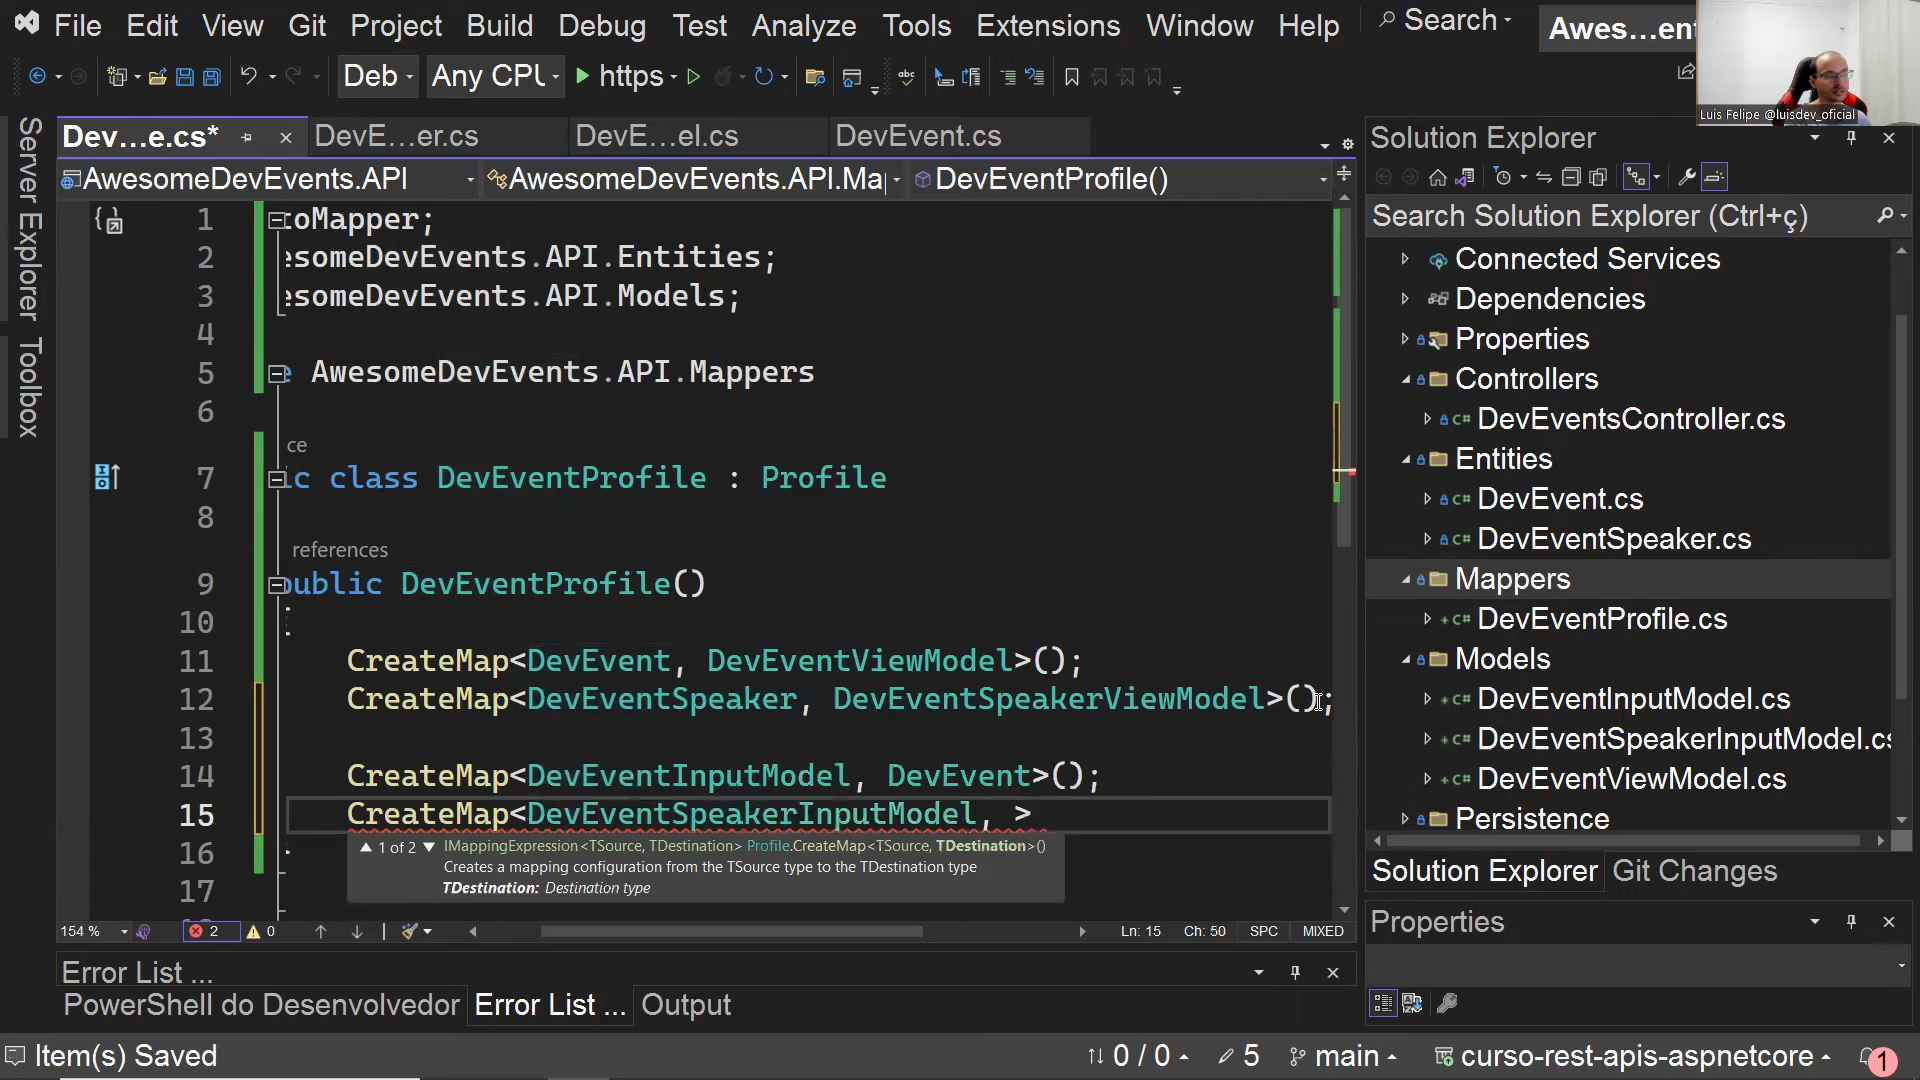 File Edit View Git Project Build Debug Test Analyze Tools Extensions Window Help Search Awes…ent
Luis Felipe @luisdev_oficial
Deb Any CPU https
Dev…e.cs* DevE…er.cs DevE…el.cs DevEvent.cs
AwesomeDevEvents.API AwesomeDevEvents.API.Ma DevEventProfile()
Server Explorer
Toolbox
1 toMapper;
2 esomeDevEvents.API.Entities;
3 esomeDevEvents.API.Models;
4
5 e AwesomeDevEvents.API.Mappers
6
ce
7 ic class DevEventProfile : Profile
8
references
9 public DevEventProfile()
10
11 CreateMap<DevEvent, DevEventViewModel>();
12 CreateMap<DevEventSpeaker, DevEventSpeakerViewModel>();
13
14 CreateMap<DevEventInputModel, DevEvent>();
15 CreateMap<DevEventSpeakerInputModel, >
16
17
1 of 2 IMappingExpression<TSource, TDestination> Profile.CreateMap<TSource, TDestination>()
Creates a mapping configuration from the TSource type to the TDestination type
TDestination: Destination type
154 % 2 0 Ln: 15 Ch: 50 SPC MIXED
Error List ...
PowerShell do Desenvolvedor Error List ... Output
Solution Explorer
Search Solution Explorer (Ctrl+ç)
Connected Services
Dependencies
Properties
Controllers
DevEventsController.cs
Entities
DevEvent.cs
DevEventSpeaker.cs
Mappers
DevEventProfile.cs
Models
DevEventInputModel.cs
DevEventSpeakerInputModel.cs
DevEventViewModel.cs
Persistence
Solution Explorer Git Changes
Properties
Item(s) Saved 0 / 0 5 main curso-rest-apis-aspnetcore 1